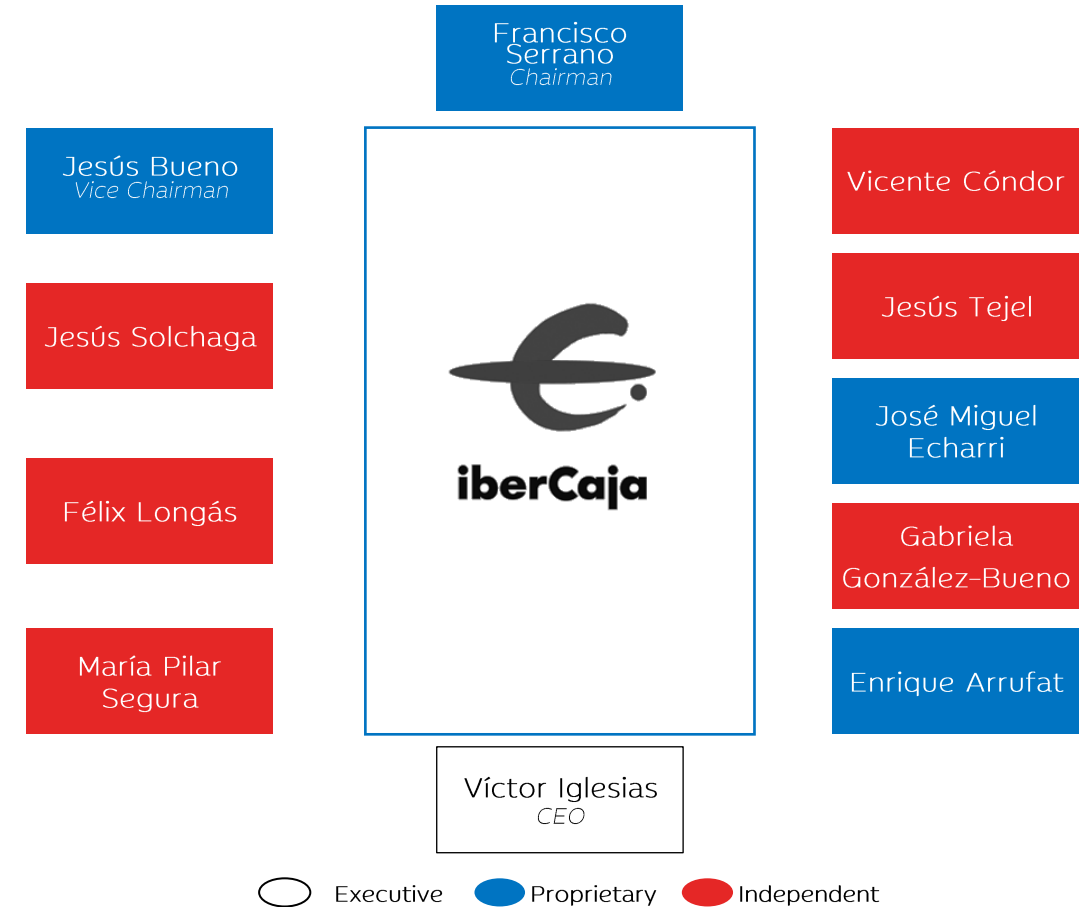 Francisco
Serrano
Chairman
Jesús Bueno
Vice Chairman
Jesús Solchaga
Félix Longás
María Pilar
Segura
iberCaja
Vicente Cóndor
Jesús Tejel
José Miguel
Echarri
Gabriela
González-Bueno
Enrique Arrufat
Víctor Iglesias
CEO
Executive
Proprietary
Independent